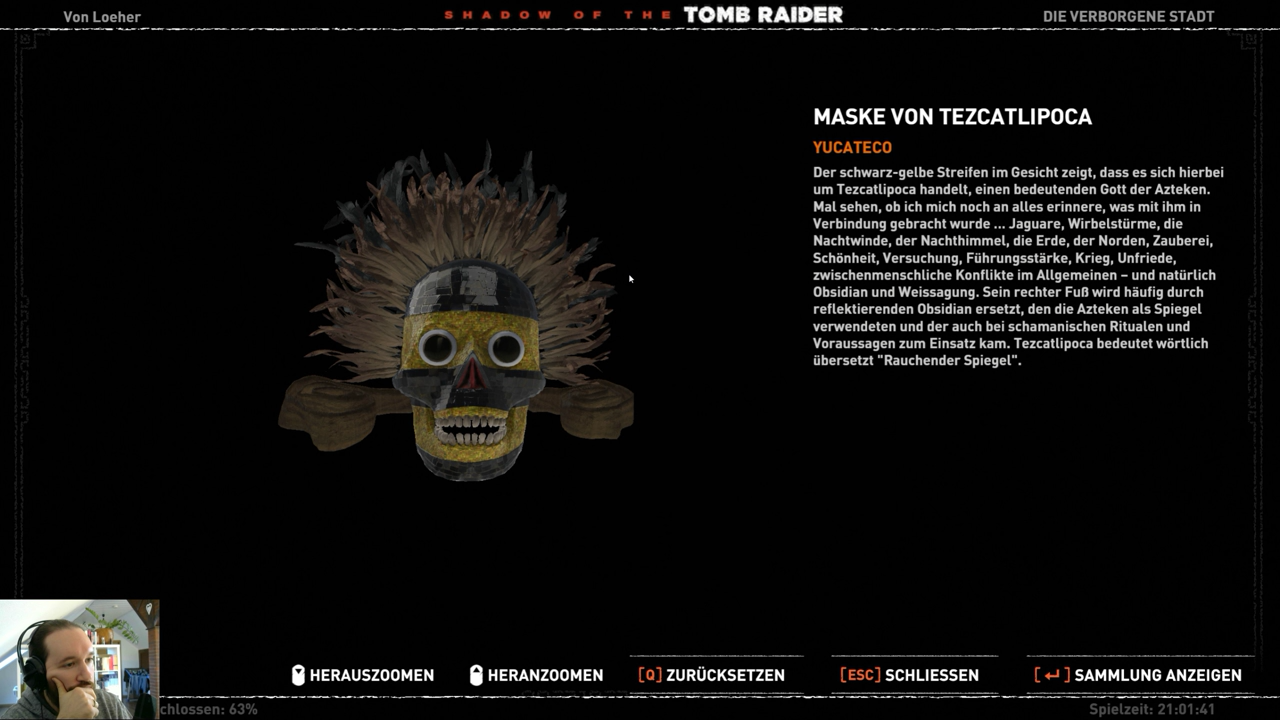 Von Loeher
SHADOW OF THE TOMB RAIDER
DIE VERBORGENE STADT
MASKE VON TEZCATLIPOCA
YUCATECO
Der schwarz-gelbe Streifen im Gesicht zeigt, dass es sich hierbei
um Tezcatlipoca handelt, einen bedeutenden Gott der Azteken.
Mal sehen, ob ich mich noch an alles erinnere, was mit ihm in
Verbindung gebracht wurde ... Jaguare, Wirbelstürme, die
Nachtwinde, der Nachthimmel, die Erde, der Norden, Zauberei,
Schönheit, Versuchung, Führungsstärke, Krieg, Unfriede,
zwischenmenschliche Konflikte im Allgemeinen – und natürlich
Obsidian und Weissagung. Sein rechter Fuß wird häufig durch
reflektierenden Obsidian ersetzt, den die Azteken als Spiegel
verwendeten und der auch bei schamanischen Ritualen und
Voraussagen zum Einsatz kam. Tezcatlipoca bedeutet wörtlich
übersetzt "Rauchender Spiegel".
HERAUSZOOMEN
HERANZOOMEN
[Q] ZURÜCKSETZEN
[ESC] SCHLIESSEN
[↵] SAMMLUNG ANZEIGEN
chlossen: 63%
Spielzeit: 21:01:41